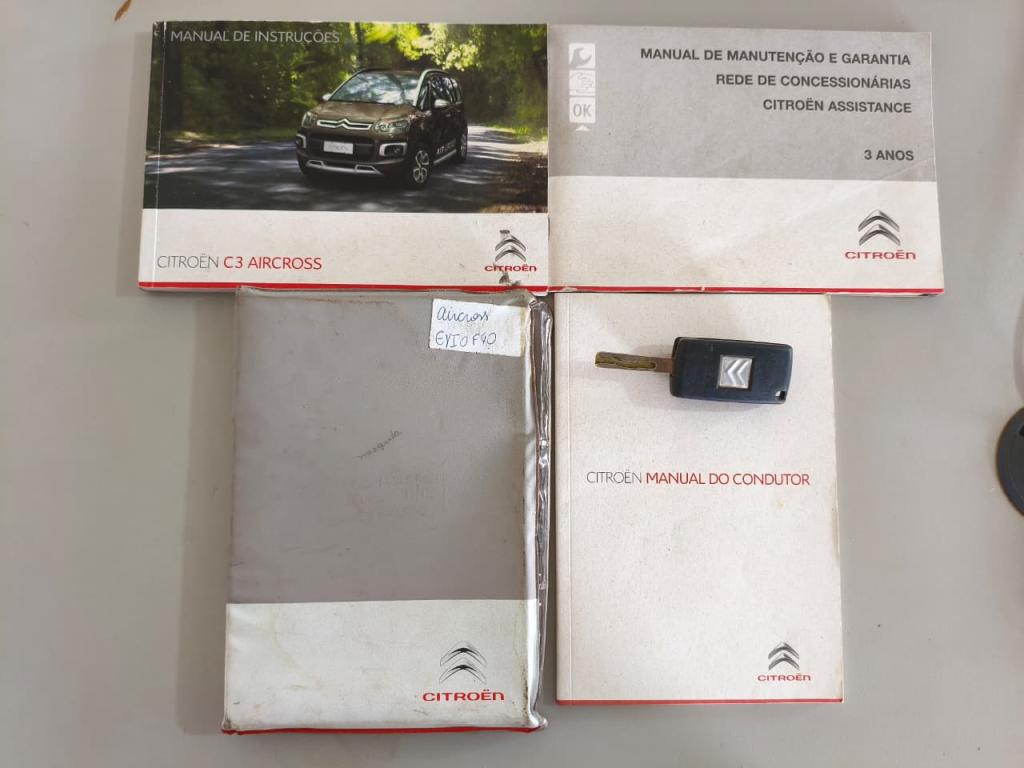 MANUAL DE INSTRUÇÕES
CITROËN C3 AIRCROSS
CITROËN
MANUAL DE MANUTENÇÃO E GARANTIA
REDE DE CONCESSIONÁRIAS
CITROËN ASSISTANCE
OK
3 ANOS
CITROËN
Aircross
CITROËN
CITROËN MANUAL DO CONDUTOR
CITROËN